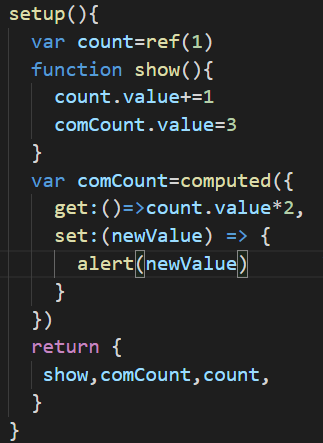 setup(){
  var count=ref(1)
  function show(){
    count.value+=1
    comCount.value=3
  }
  var comCount=computed({
    get:()=>count.value*2,
    set:(newValue) => {
      alert(newValue)
    }
  })
  return {
   show,comCount,count,
  }
}